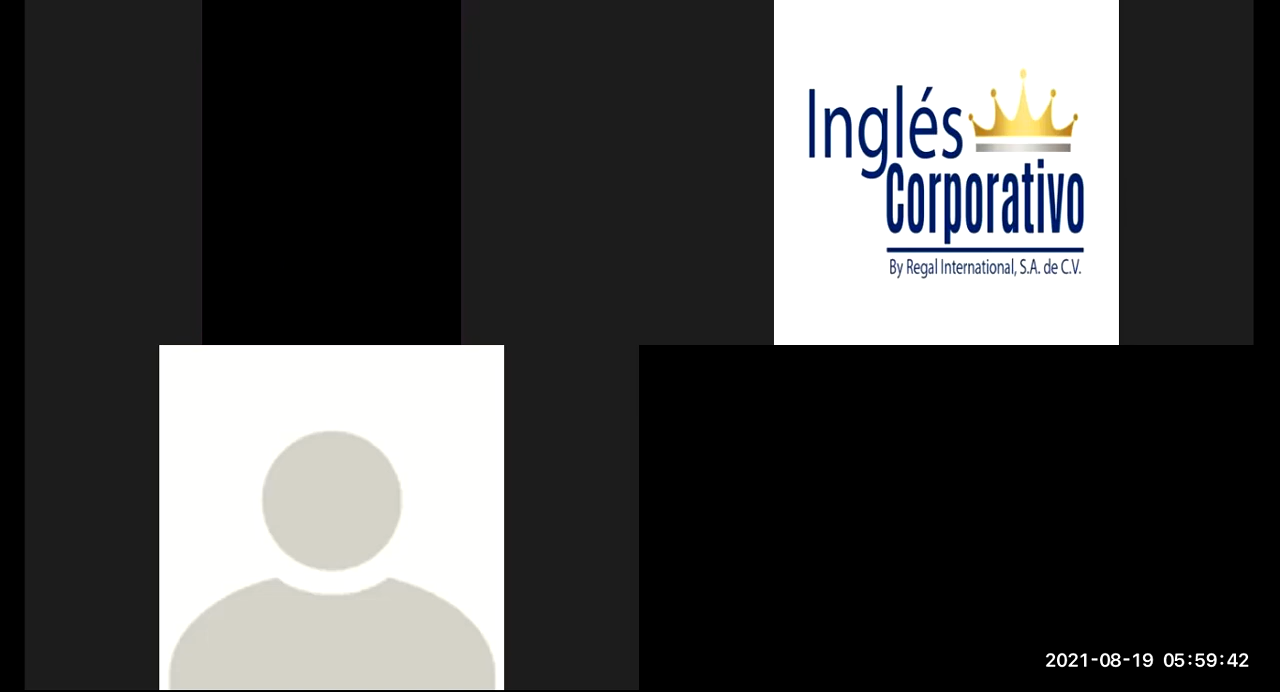 Inglés
Corporativo
By Regal International, S.A. de C.V.
2021-08-19 05:59:42